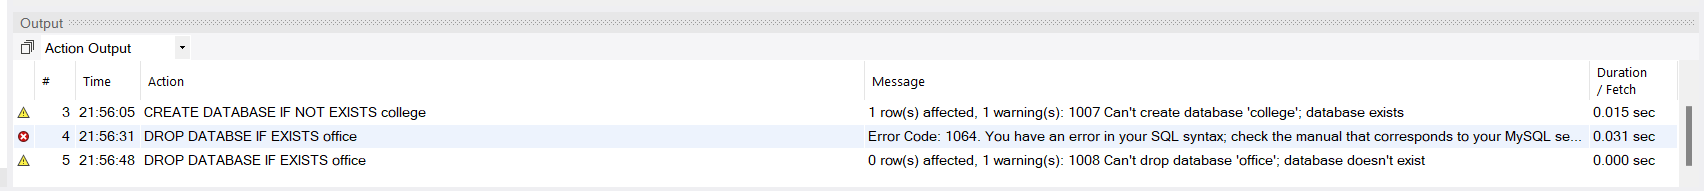 Output
Action Output
# Time Action Message Duration / Fetch
3 21:56:05 CREATE DATABASE IF NOT EXISTS college 1 row(s) affected, 1 warning(s): 1007 Can't create database 'college'; database exists 0.015 sec
4 21:56:31 DROP DATABSE IF EXISTS office Error Code: 1064. You have an error in your SQL syntax; check the manual that corresponds to your MySQL se... 0.031 sec
5 21:56:48 DROP DATABASE IF EXISTS office 0 row(s) affected, 1 warning(s): 1008 Can't drop database 'office'; database doesn't exist 0.000 sec